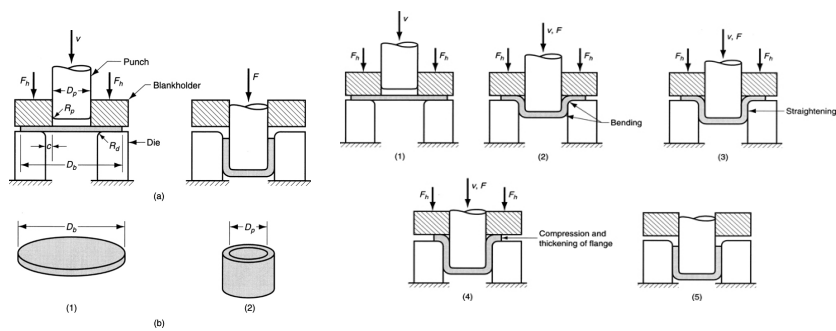 v
Punch
F_h
F_h
D_p
Blankholder
R_p
R_d
Die
c
D_b
F
(a)
D_b
(1)
D_p
(2)
(b)
v
F_h
F_h
(1)
v, F
F_h
F_h
Bending
(2)
v, F
F_h
F_h
Straightening
(3)
v, F
F_h
F_h
Compression and
thickening of flange
(4)
(5)